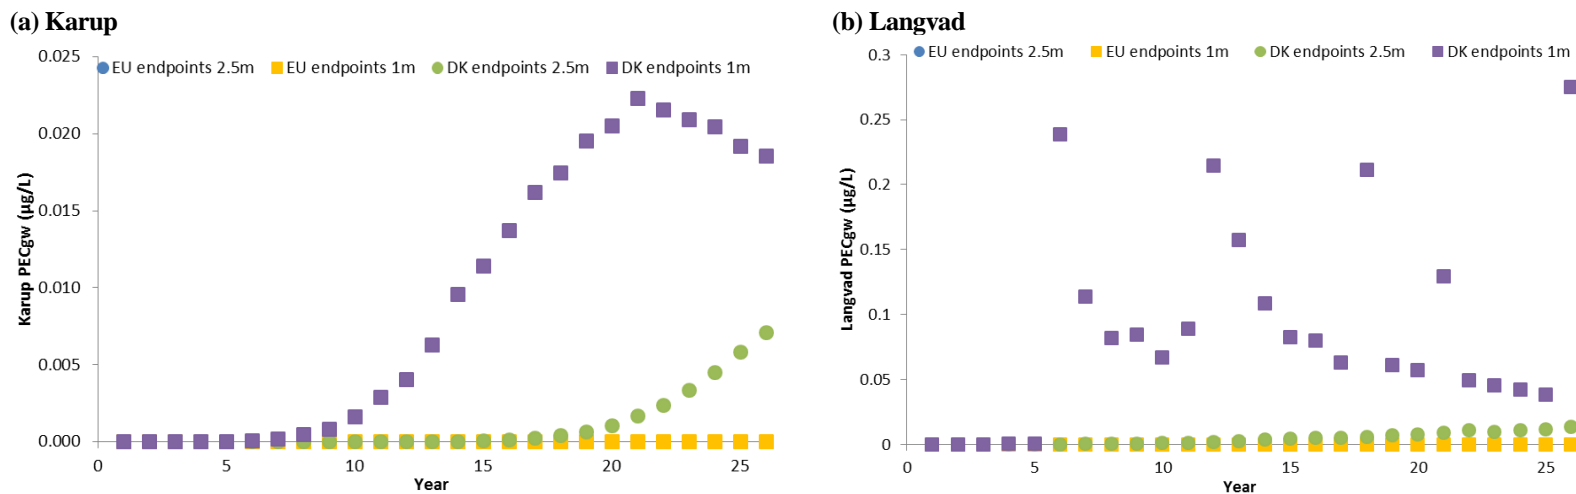 (a) Karup
0.025
EU endpoints 2.5m EU endpoints 1m DK endpoints 2.5m DK endpoints 1m
0.020
0.015
0.010
0.005
0.000
0 5 10 15 20 25
Year
Karup PECgw (µg/L)
(b) Langvad
0.3
EU endpoints 2.5m EU endpoints 1m DK endpoints 2.5m DK endpoints 1m
0.25
0.2
0.15
0.1
0.05
0
0 5 10 15 20 25
Year
Langvad PECgw (µg/L)